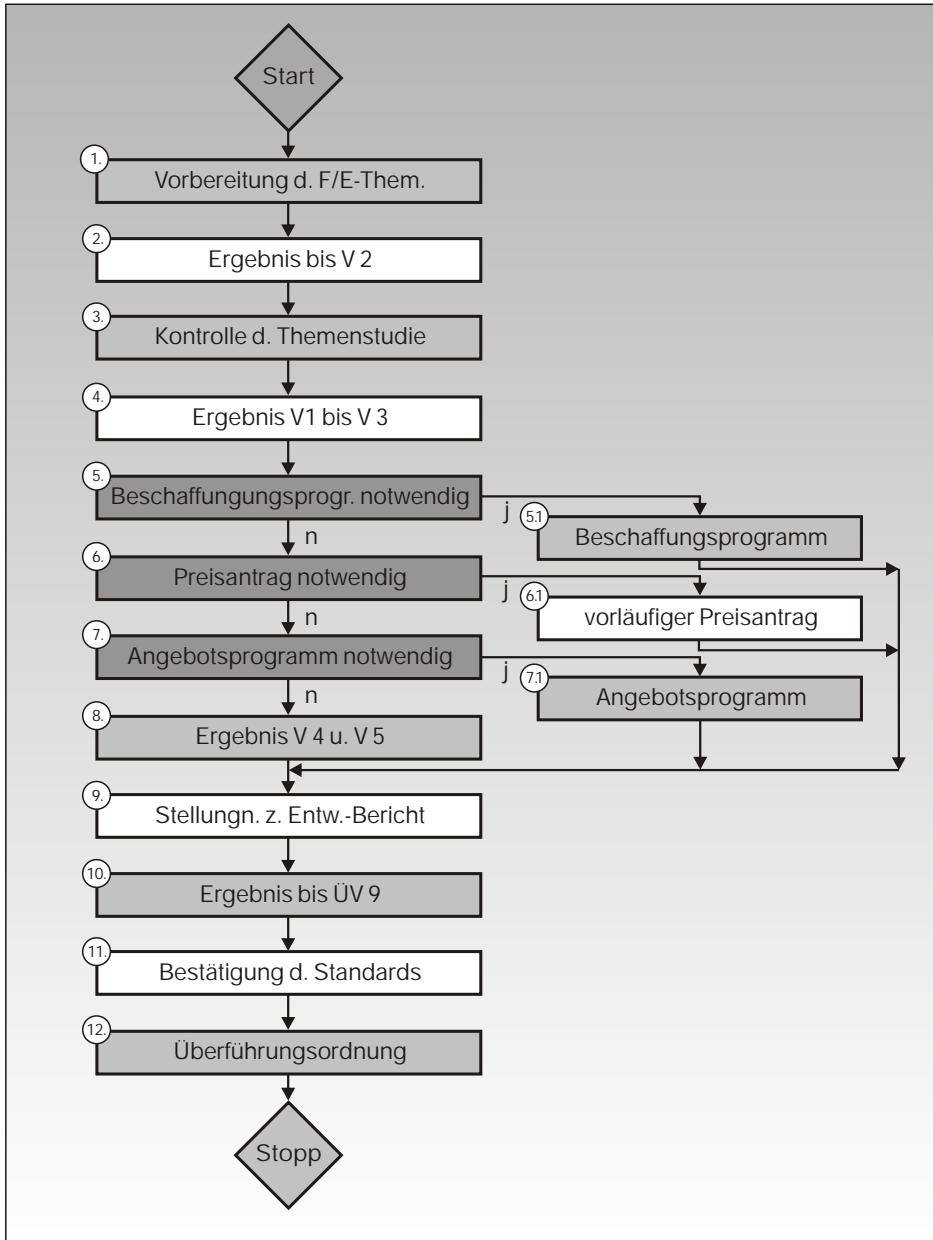 Start
1.
Vorbereitung d. F/E-Them.
2.
Ergebnis bis V 2
3.
Kontrolle d. Themenstudie
4.
Ergebnis V1 bis V 3
5.
Beschaffungungsprogr. notwendig
j
5.1
Beschaffungsprogramm
n
6.
Preisantrag notwendig
j
6.1
vorläufiger Preisantrag
n
7.
Angebotsprogramm notwendig
j
7.1
Angebotsprogramm
n
8.
Ergebnis V 4 u. V 5
9.
Stellungn. z. Entw.-Bericht
10.
Ergebnis bis ÜV 9
11.
Bestätigung d. Standards
12.
Überführungsordnung
Stopp